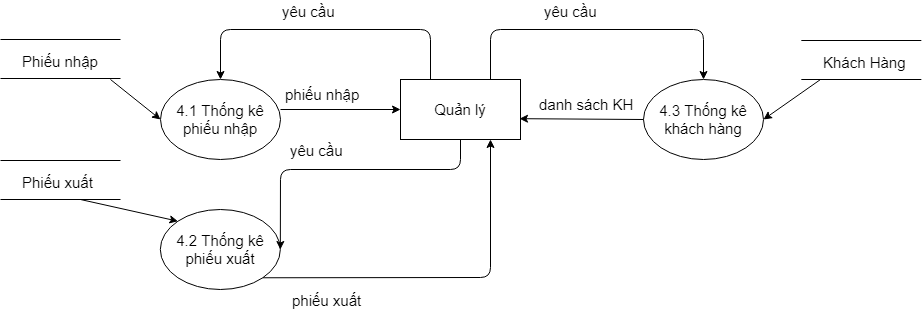 yêu cầu
yêu cầu
Phiếu nhập
Khách Hàng
4.1 Thống kê
phiếu nhập
phiếu nhập
Quản lý
danh sách KH
4.3 Thống kê
khách hàng
yêu cầu
Phiếu xuất
4.2 Thống kê
phiếu xuất
phiếu xuất